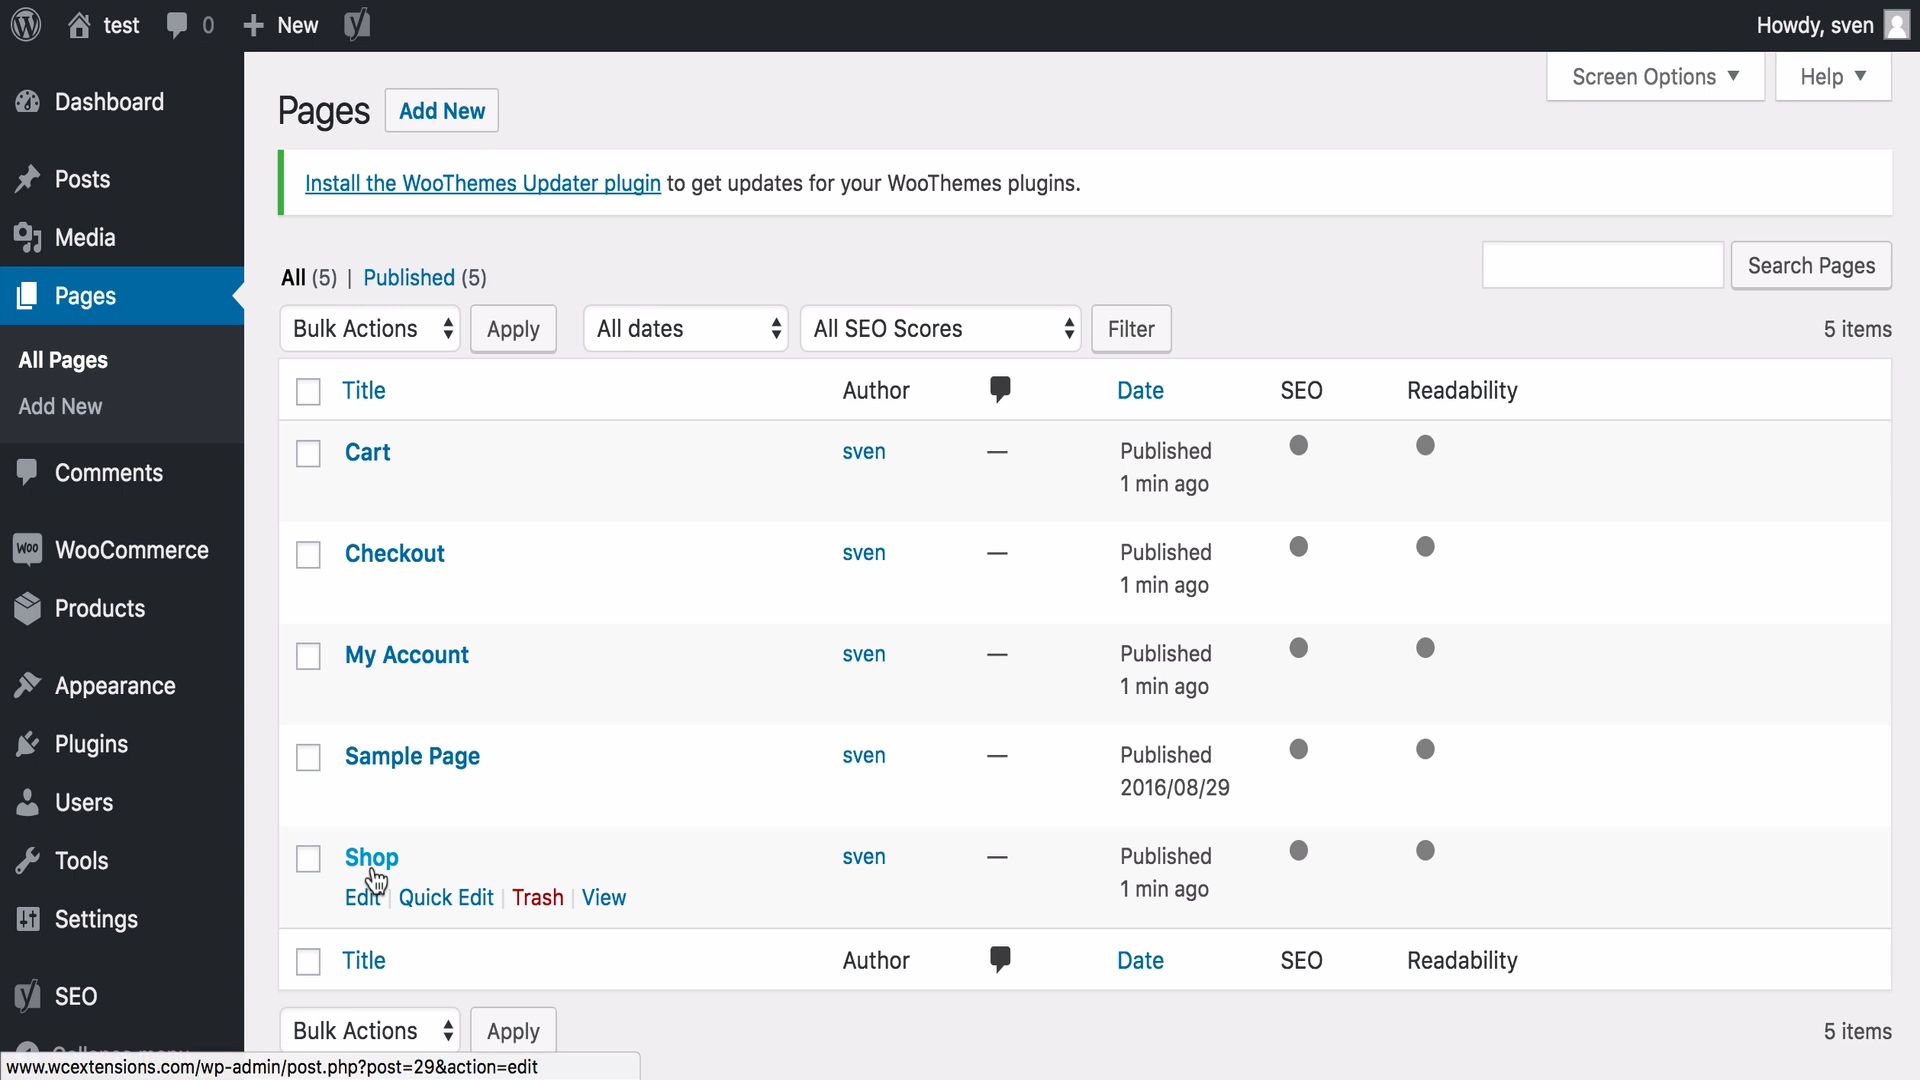 test 0 New Howdy, sven
Screen Options Help
Dashboard
Pages Add New
Posts
Install the WooThemes Updater plugin to get updates for your WooThemes plugins.
Media
Search Pages
All (5) | Published (5)
Pages
Bulk Actions Apply All dates All SEO Scores Filter 5 items
All Pages
Add New
Title Author Date SEO Readability
Cart sven — Published
1 min ago
Comments
WooCommerce
Checkout sven — Published
1 min ago
Products
My Account sven — Published
1 min ago
Appearance
Plugins
Sample Page sven — Published
2016/08/29
Users
Tools
Shop sven — Published
1 min ago
Edit | Quick Edit | Trash | View
Settings
Title Author Date SEO Readability
SEO
Bulk Actions Apply 5 items
Collapse menu
www.wcextensions.com/wp-admin/post.php?post=29&action=edit